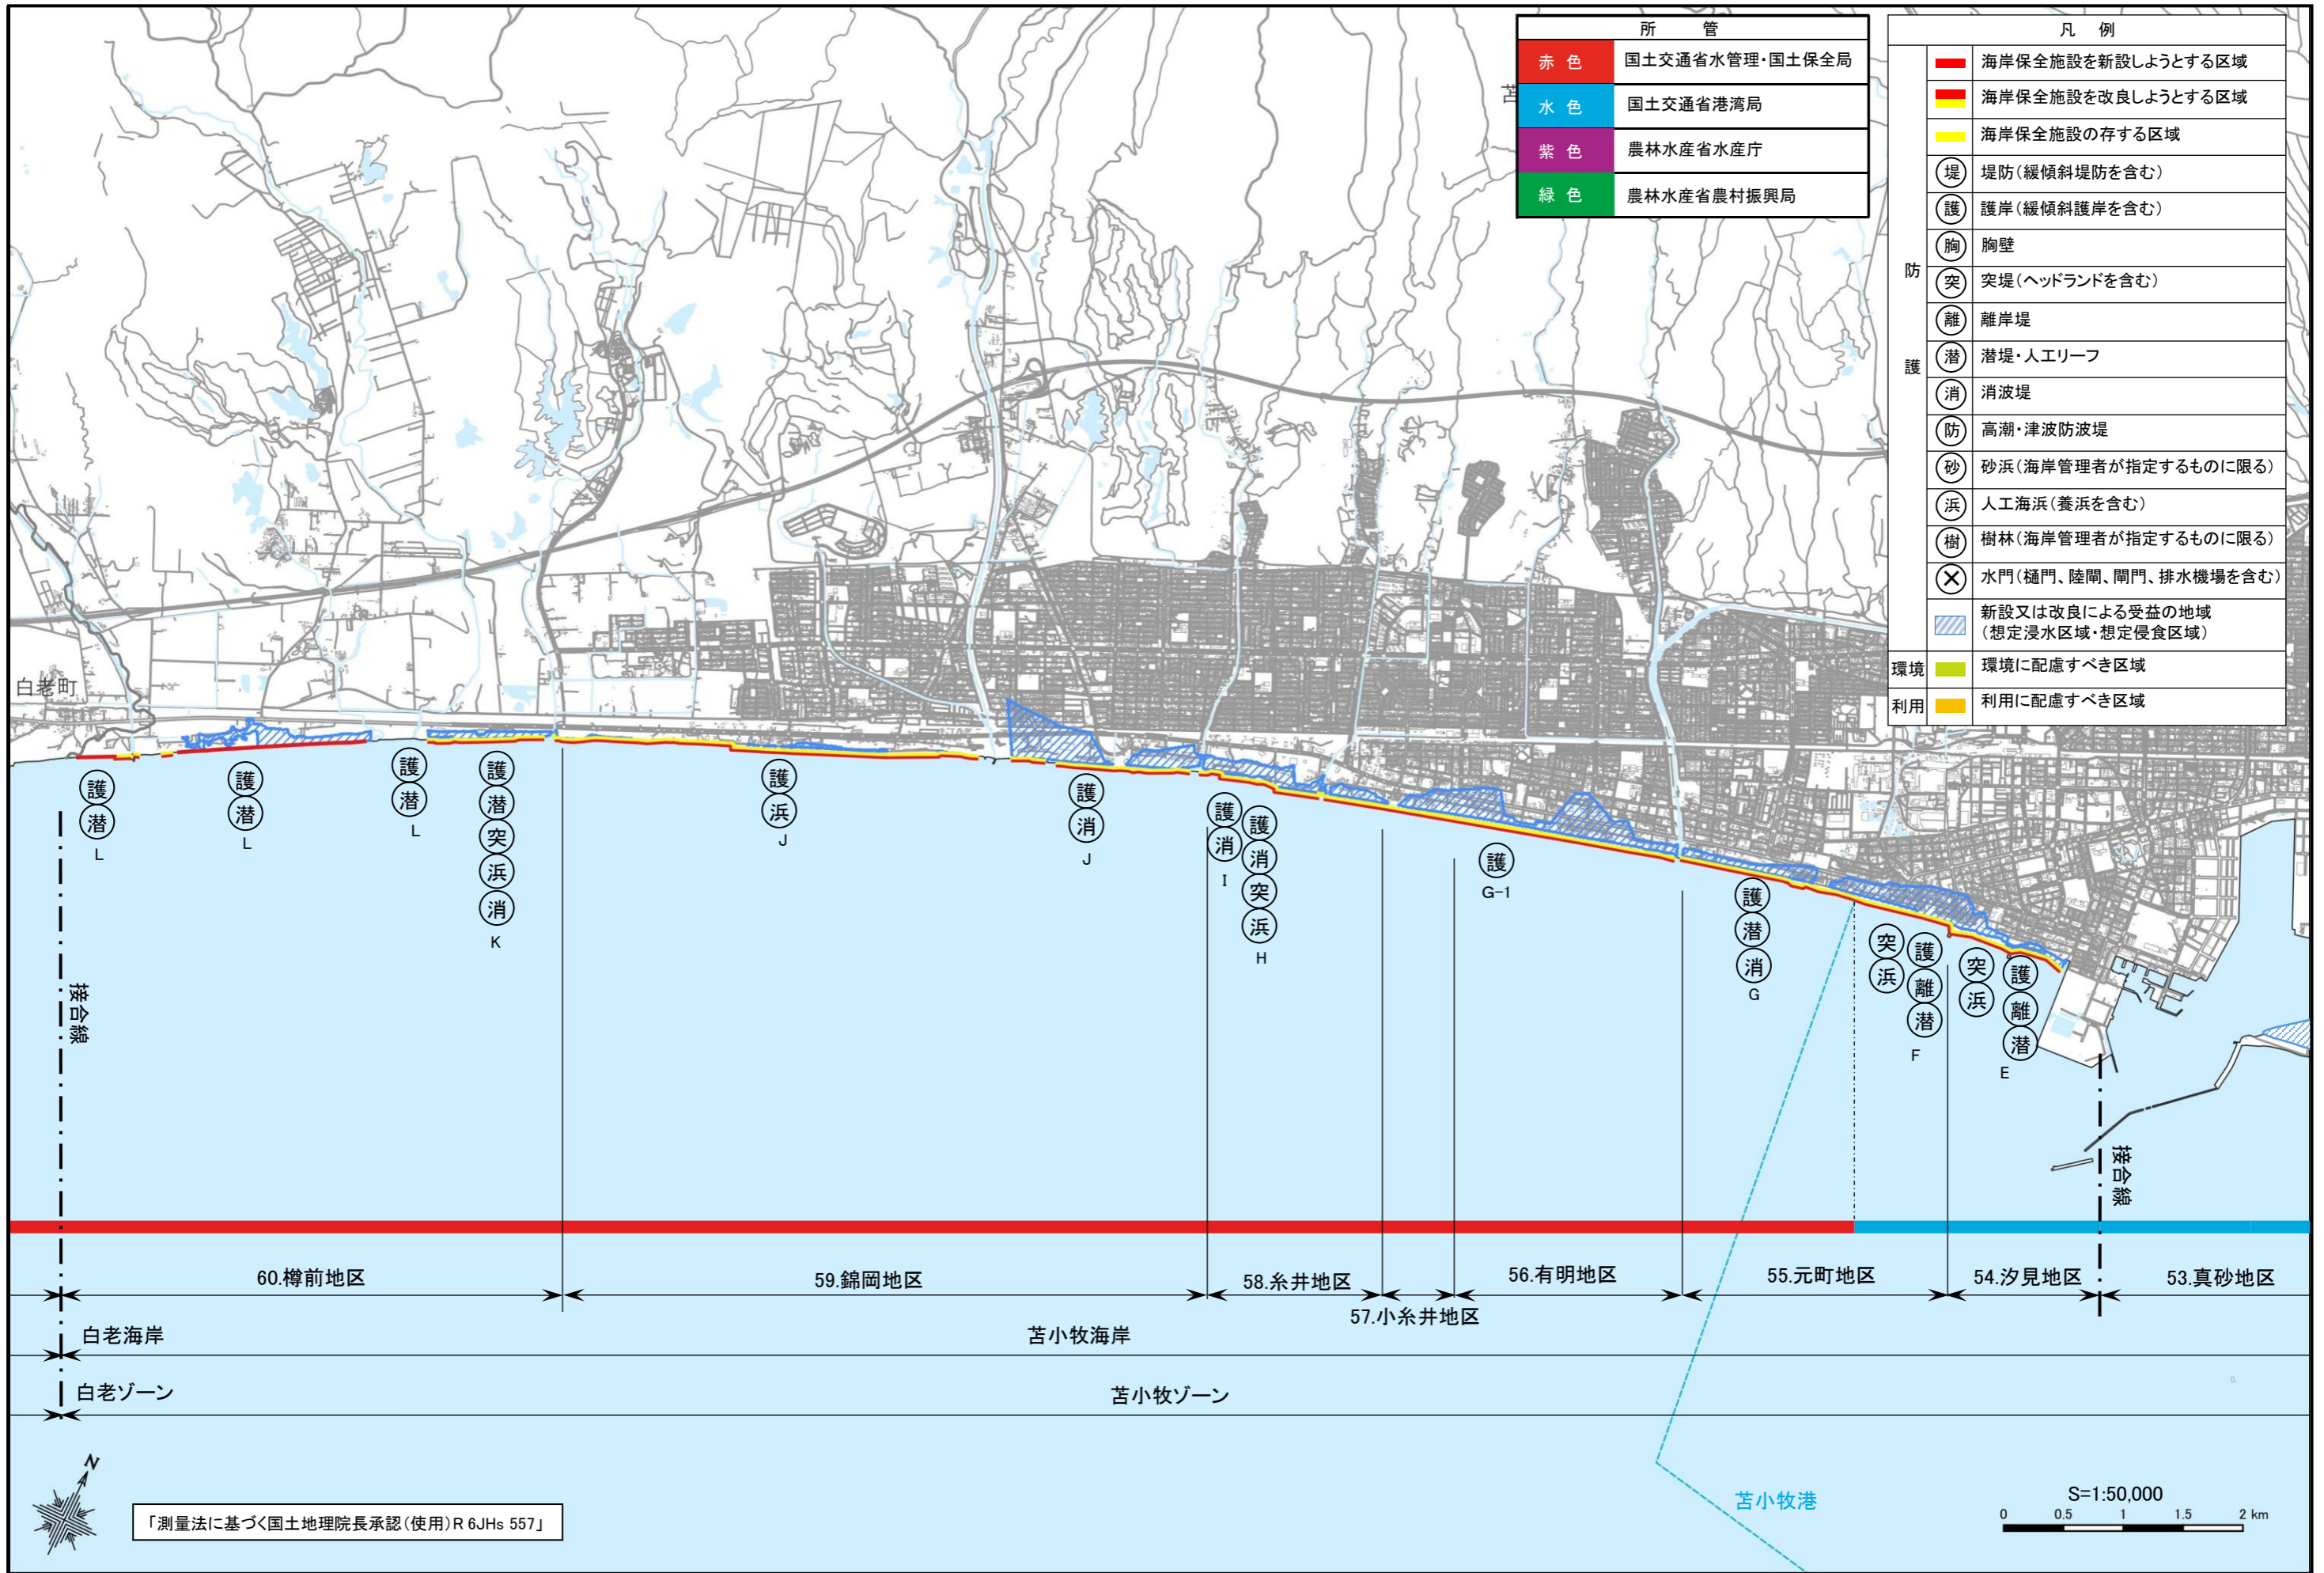 所 管
赤 色 国土交通省水管理・国土保全局
水 色 国土交通省港湾局
紫 色 農林水産省水産庁
緑 色 農林水産省農村振興局
凡 例
防護
海岸保全施設を新設しようとする区域
海岸保全施設を改良しようとする区域
海岸保全施設の存する区域
堤 堤防(緩傾斜堤防を含む)
護 護岸(緩傾斜護岸を含む)
胸 胸壁
突 突堤(ヘッドランドを含む)
離 離岸堤
潜 潜堤・人工リーフ
消 消波堤
防 高潮・津波防波堤
砂 砂浜(海岸管理者が指定するものに限る)
浜 人工海浜(養浜を含む)
樹 樹林(海岸管理者が指定するものに限る)
水門(樋門、陸閘、閘門、排水機場を含む)
新設又は改良による受益の地域
(想定浸水区域・想定侵食区域)
環境 環境に配慮すべき区域
利用 利用に配慮すべき区域
苫
白老町
護
潜
L
護
潜
L
護
潜
L
護
潜
突
浜
消
K
護
浜
J
護
消
J
護
消
I
護
消
突
浜
H
護
G-1
護
潜
消
G
突
浜
護
離
潜
F
突
浜
護
離
潜
E
接合線
接合線
60.樽前地区
59.錦岡地区
58.糸井地区
57.小糸井地区
56.有明地区
55.元町地区
54.汐見地区
53.真砂地区
白老海岸
苫小牧海岸
白老ゾーン
苫小牧ゾーン
N
「測量法に基づく国土地理院長承認(使用)R 6JHs 557」
苫小牧港
S=1:50,000
0 0.5 1 1.5 2 km